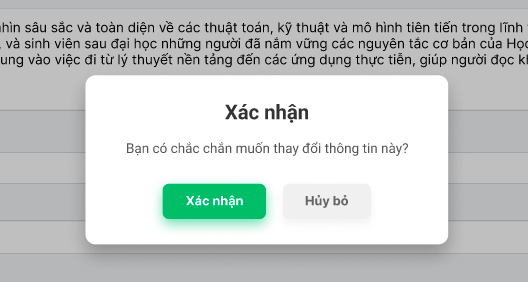 nhìn sâu sắc và toàn diện về các thuật toán, kỹ thuật và mô hình tiên tiến trong lĩnh
, và sinh viên sau đại học những người đã nắm vững các nguyên tắc cơ bản của Học
ung vào việc đi từ lý thuyết nền tảng đến các ứng dụng thực tiễn, giúp người đọc
Xác nhận
Bạn có chắc chắn muốn thay đổi thông tin này?
Xác nhận
Hủy bỏ